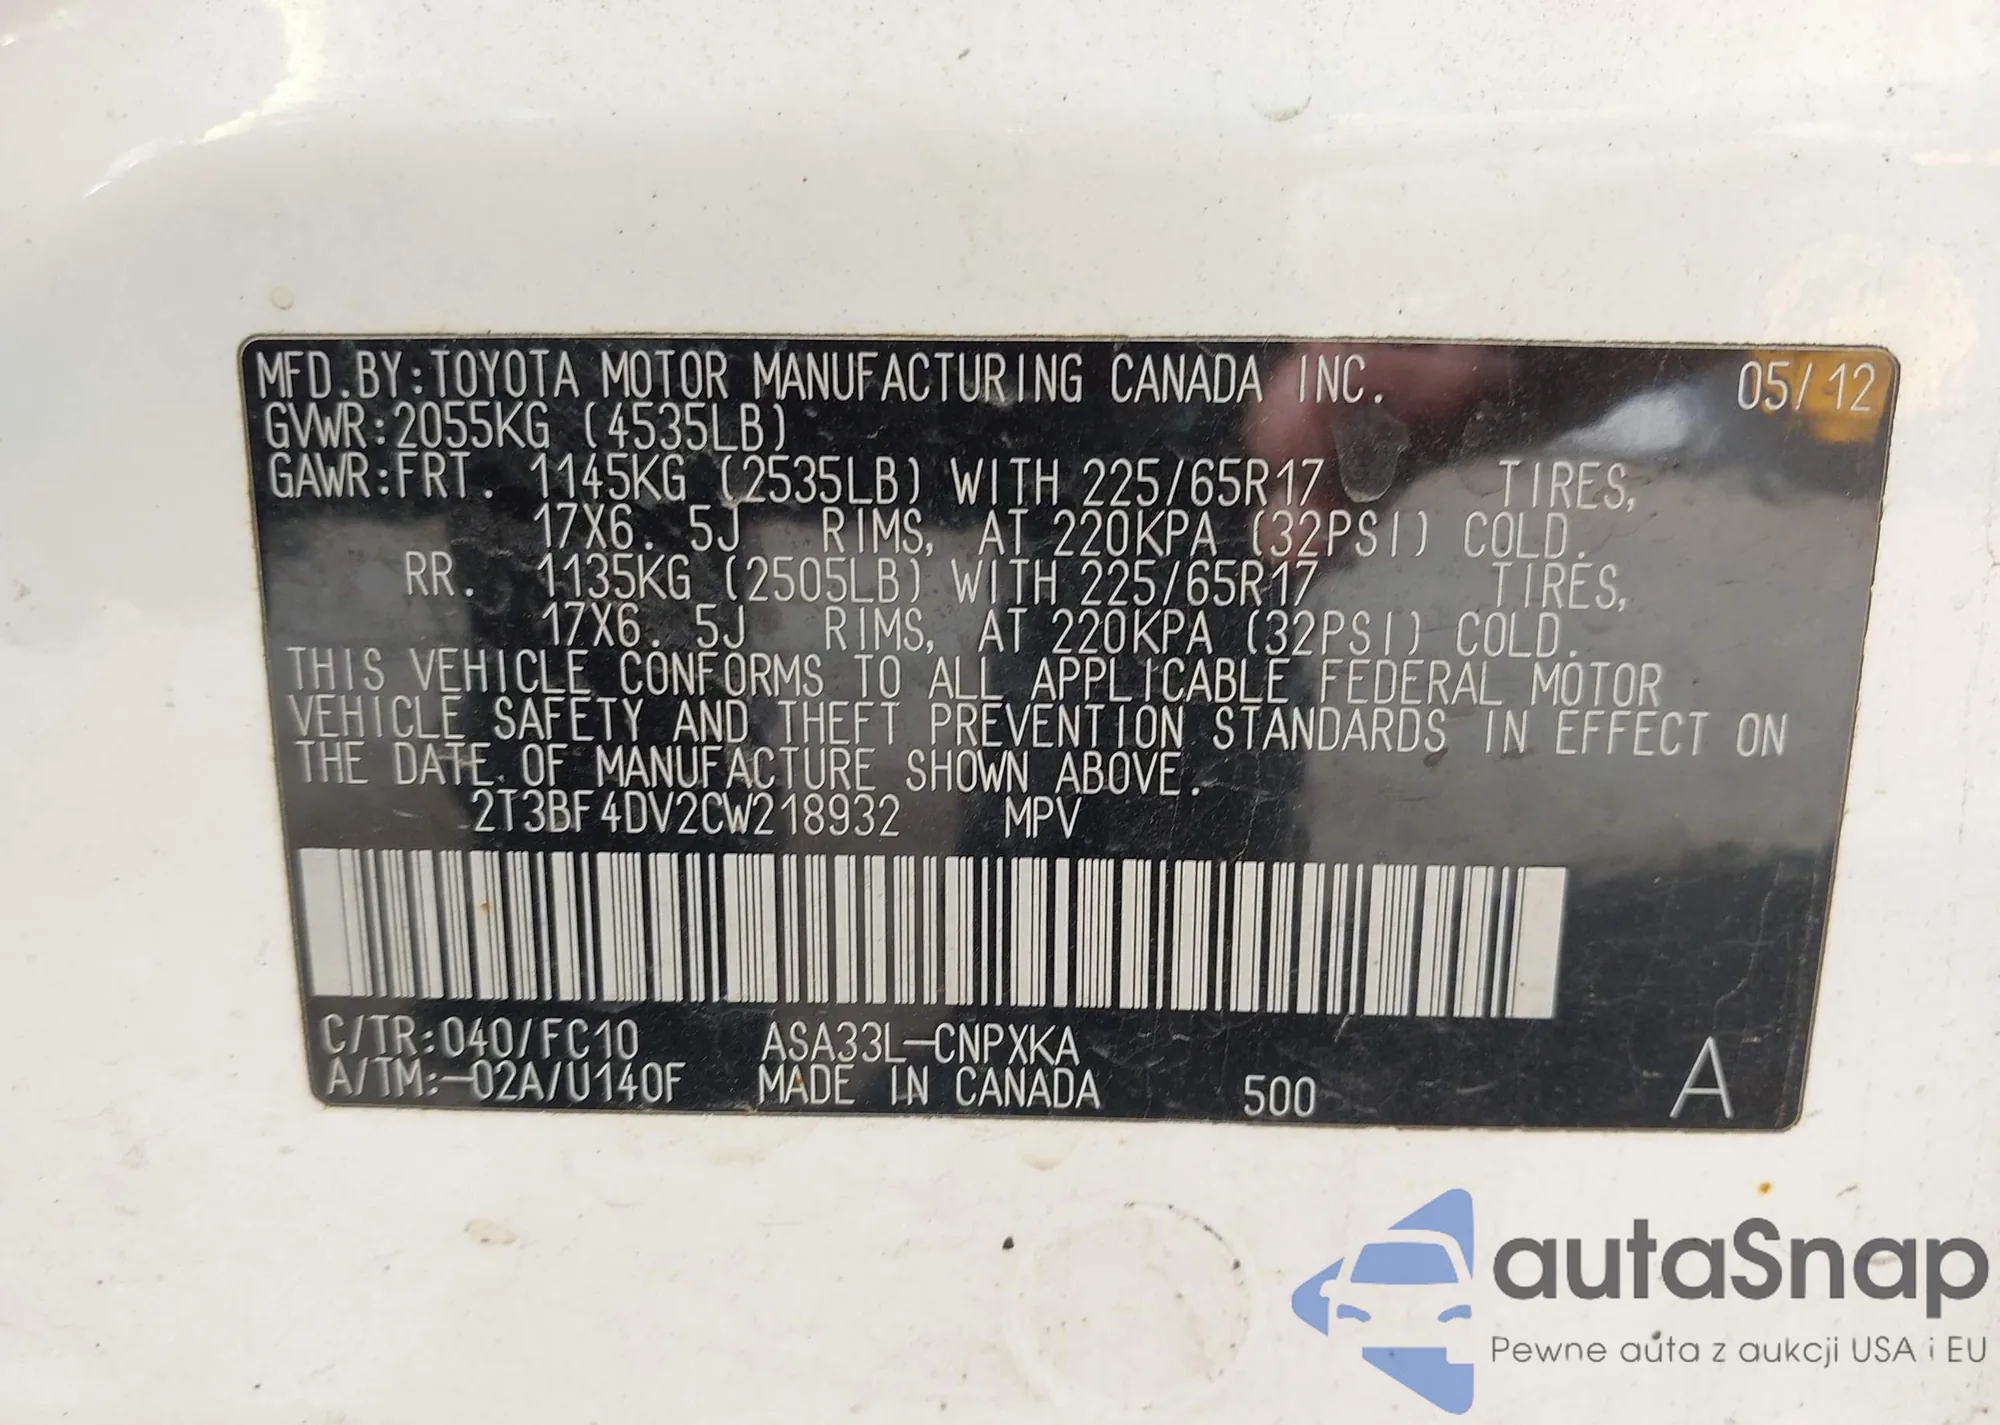 MFD.BY:TOYOTA MOTOR MANUFACTURING CANADA INC. 05/12
GVWR:2055KG (4535LB)
GAWR:FRT. 1145KG (2535LB) WITH 225/65R17 TIRES,
17X6.5J RIMS, AT 220KPA (32PSI) COLD.
RR. 1135KG (2505LB) WITH 225/65R17 TIRES,
17X6.5J RIMS, AT 220KPA (32PSI) COLD.
THIS VEHICLE CONFORMS TO ALL APPLICABLE FEDERAL MOTOR
VEHICLE SAFETY AND THEFT PREVENTION STANDARDS IN EFFECT ON
THE DATE OF MANUFACTURE SHOWN ABOVE.
2T3BF4DV2CW218932 MPV
C/TR:040/FC10 ASA33L-CNPXKA
A/TM:-02A/U140F MADE IN CANADA 500 A
autaSnap
Pewne auta z aukcji USA i EU